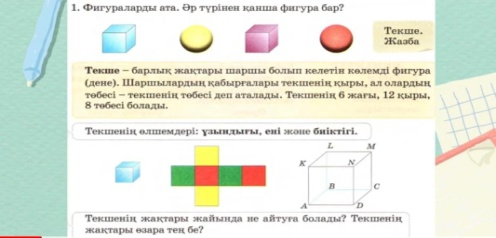 1. Фигураларды ата. Әр түрінен қанша фигура бар?
Текше.
Жазба
Текше – барлық жақтары шаршы болып келетін көлемді фигура
(дене). Шаршылардың қабырғалары текшенің қыры, ал олардың
төбесі – текшенің төбесі деп аталады. Текшенің 6 жағы, 12 қыры,
8 төбесі болады.
Текшенің өлшемдері: ұзындығы, ені және биіктігі.
L M
K N
B C
A D
Текшенің жақтары жайында не айтуға болады? Текшенің
жақтары өзара тең бе?